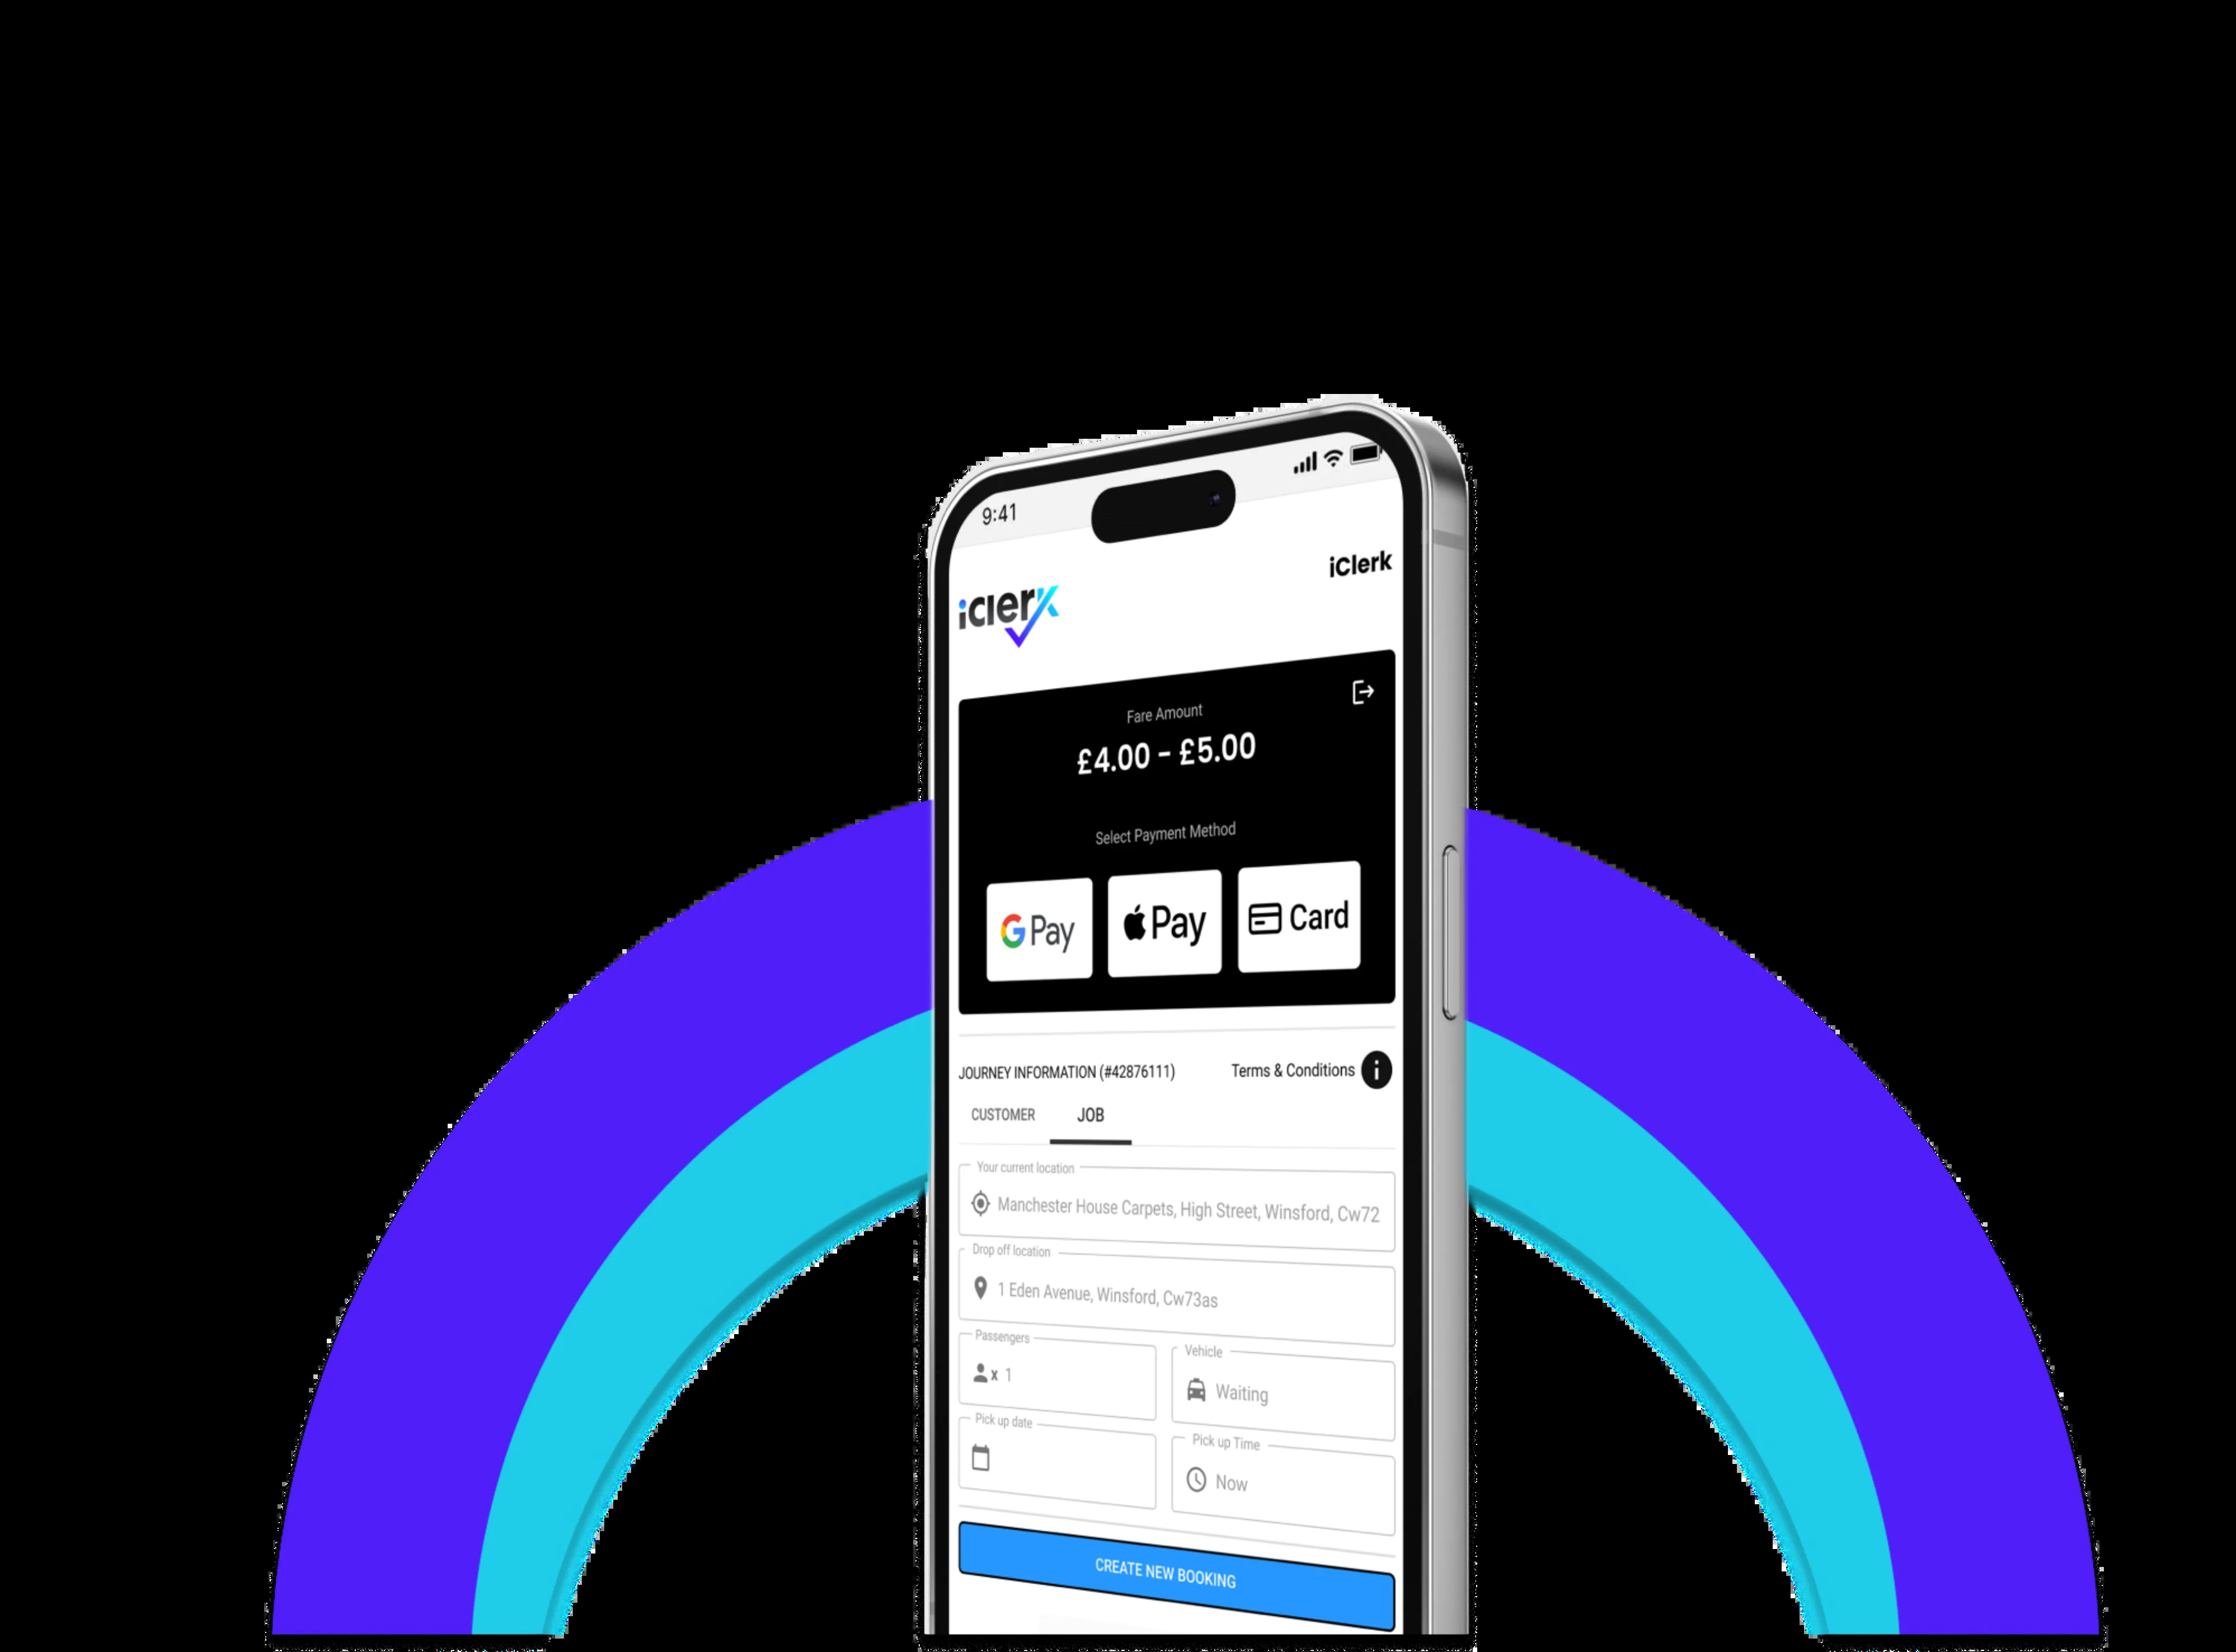 9:41
iClerk
iclerk
Fare Amount
£4.00 - £5.00
Select Payment Method
G Pay
Pay
Card
JOURNEY INFORMATION (#42876111)
Terms & Conditions
i
CUSTOMER
JOB
Your current location
Manchester House Carpets, High Street, Winsford, Cw72
Drop off location
1 Eden Avenue, Winsford, Cw73as
Passengers
x 1
Vehicle
Waiting
Pick up date
Pick up Time
Now
CREATE NEW BOOKING